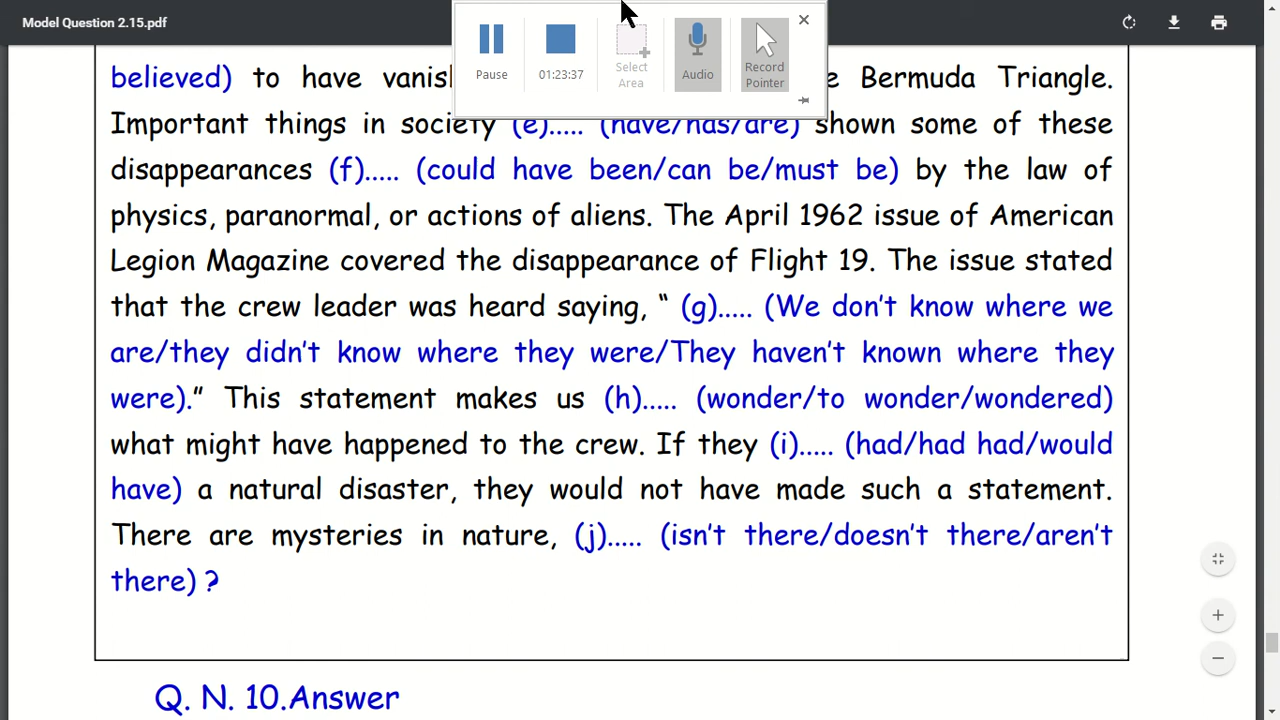 Model Question 2.15.pdf
Pause
01:23:37
Select
Area
Audio
Record
Pointer
believed) to have Bermuda Triangle.
Important things in society (e)..... (have/has/are) shown some of these
disappearances (f)..... (could have been/can be/must be) by the law of
physics, paranormal, or actions of aliens. The April 1962 issue of American
Legion Magazine covered the disappearance of Flight 19. The issue stated
that the crew leader was heard saying, “ (g)..... (We don’t know where we
are/they didn’t know where they were/They haven’t known where they
were).” This statement makes us (h)..... (wonder/to wonder/wondered)
what might have happened to the crew. If they (i)..... (had/had had/would
have) a natural disaster, they would not have made such a statement.
There are mysteries in nature, (j)..... (isn’t there/doesn’t there/aren’t
there) ?
Q. N. 10.Answer